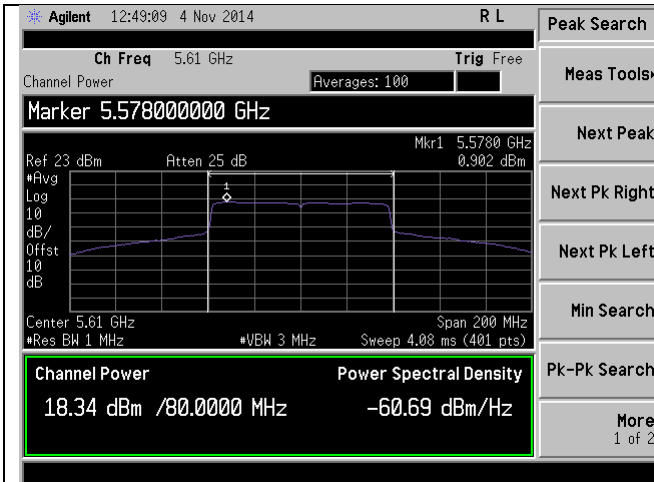 Agilent 12:49:09 4 Nov 2014 R L
Peak Search
Ch Freq 5.61 GHz Trig Free
Channel Power Averages: 100
Meas Tools
Marker 5.578000000 GHz
Next Peak
Mkr1 5.5780 GHz
Ref 23 dBm Atten 25 dB 0.902 dBm
#Avg
Log
10
dB/
Offst
10
dB
1
Next Pk Right
Next Pk Left
Min Search
Center 5.61 GHz Span 200 MHz
#Res BW 1 MHz #VBW 3 MHz Sweep 4.08 ms (401 pts)
Channel Power Power Spectral Density
Pk-Pk Search
18.34 dBm /80.0000 MHz -60.69 dBm/Hz
More
1 of 2